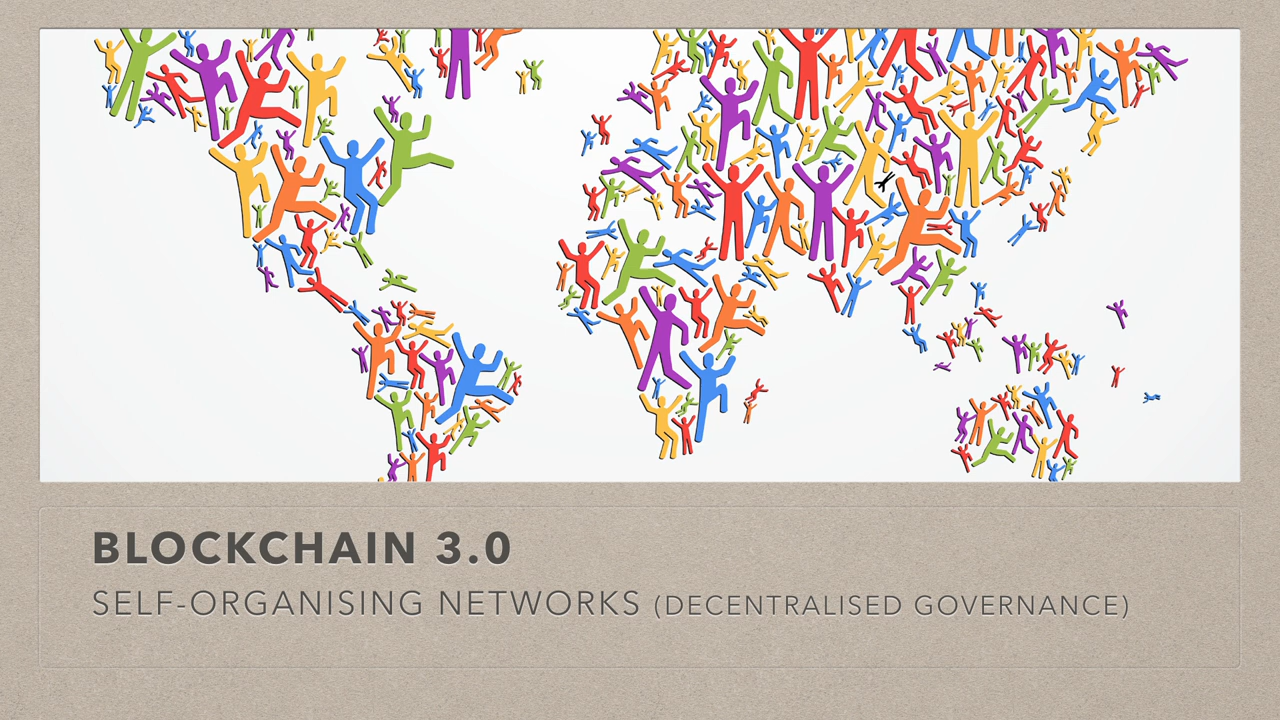 BLOCKCHAIN 3.0
SELF-ORGANISING NETWORKS (DECENTRALISED GOVERNANCE)